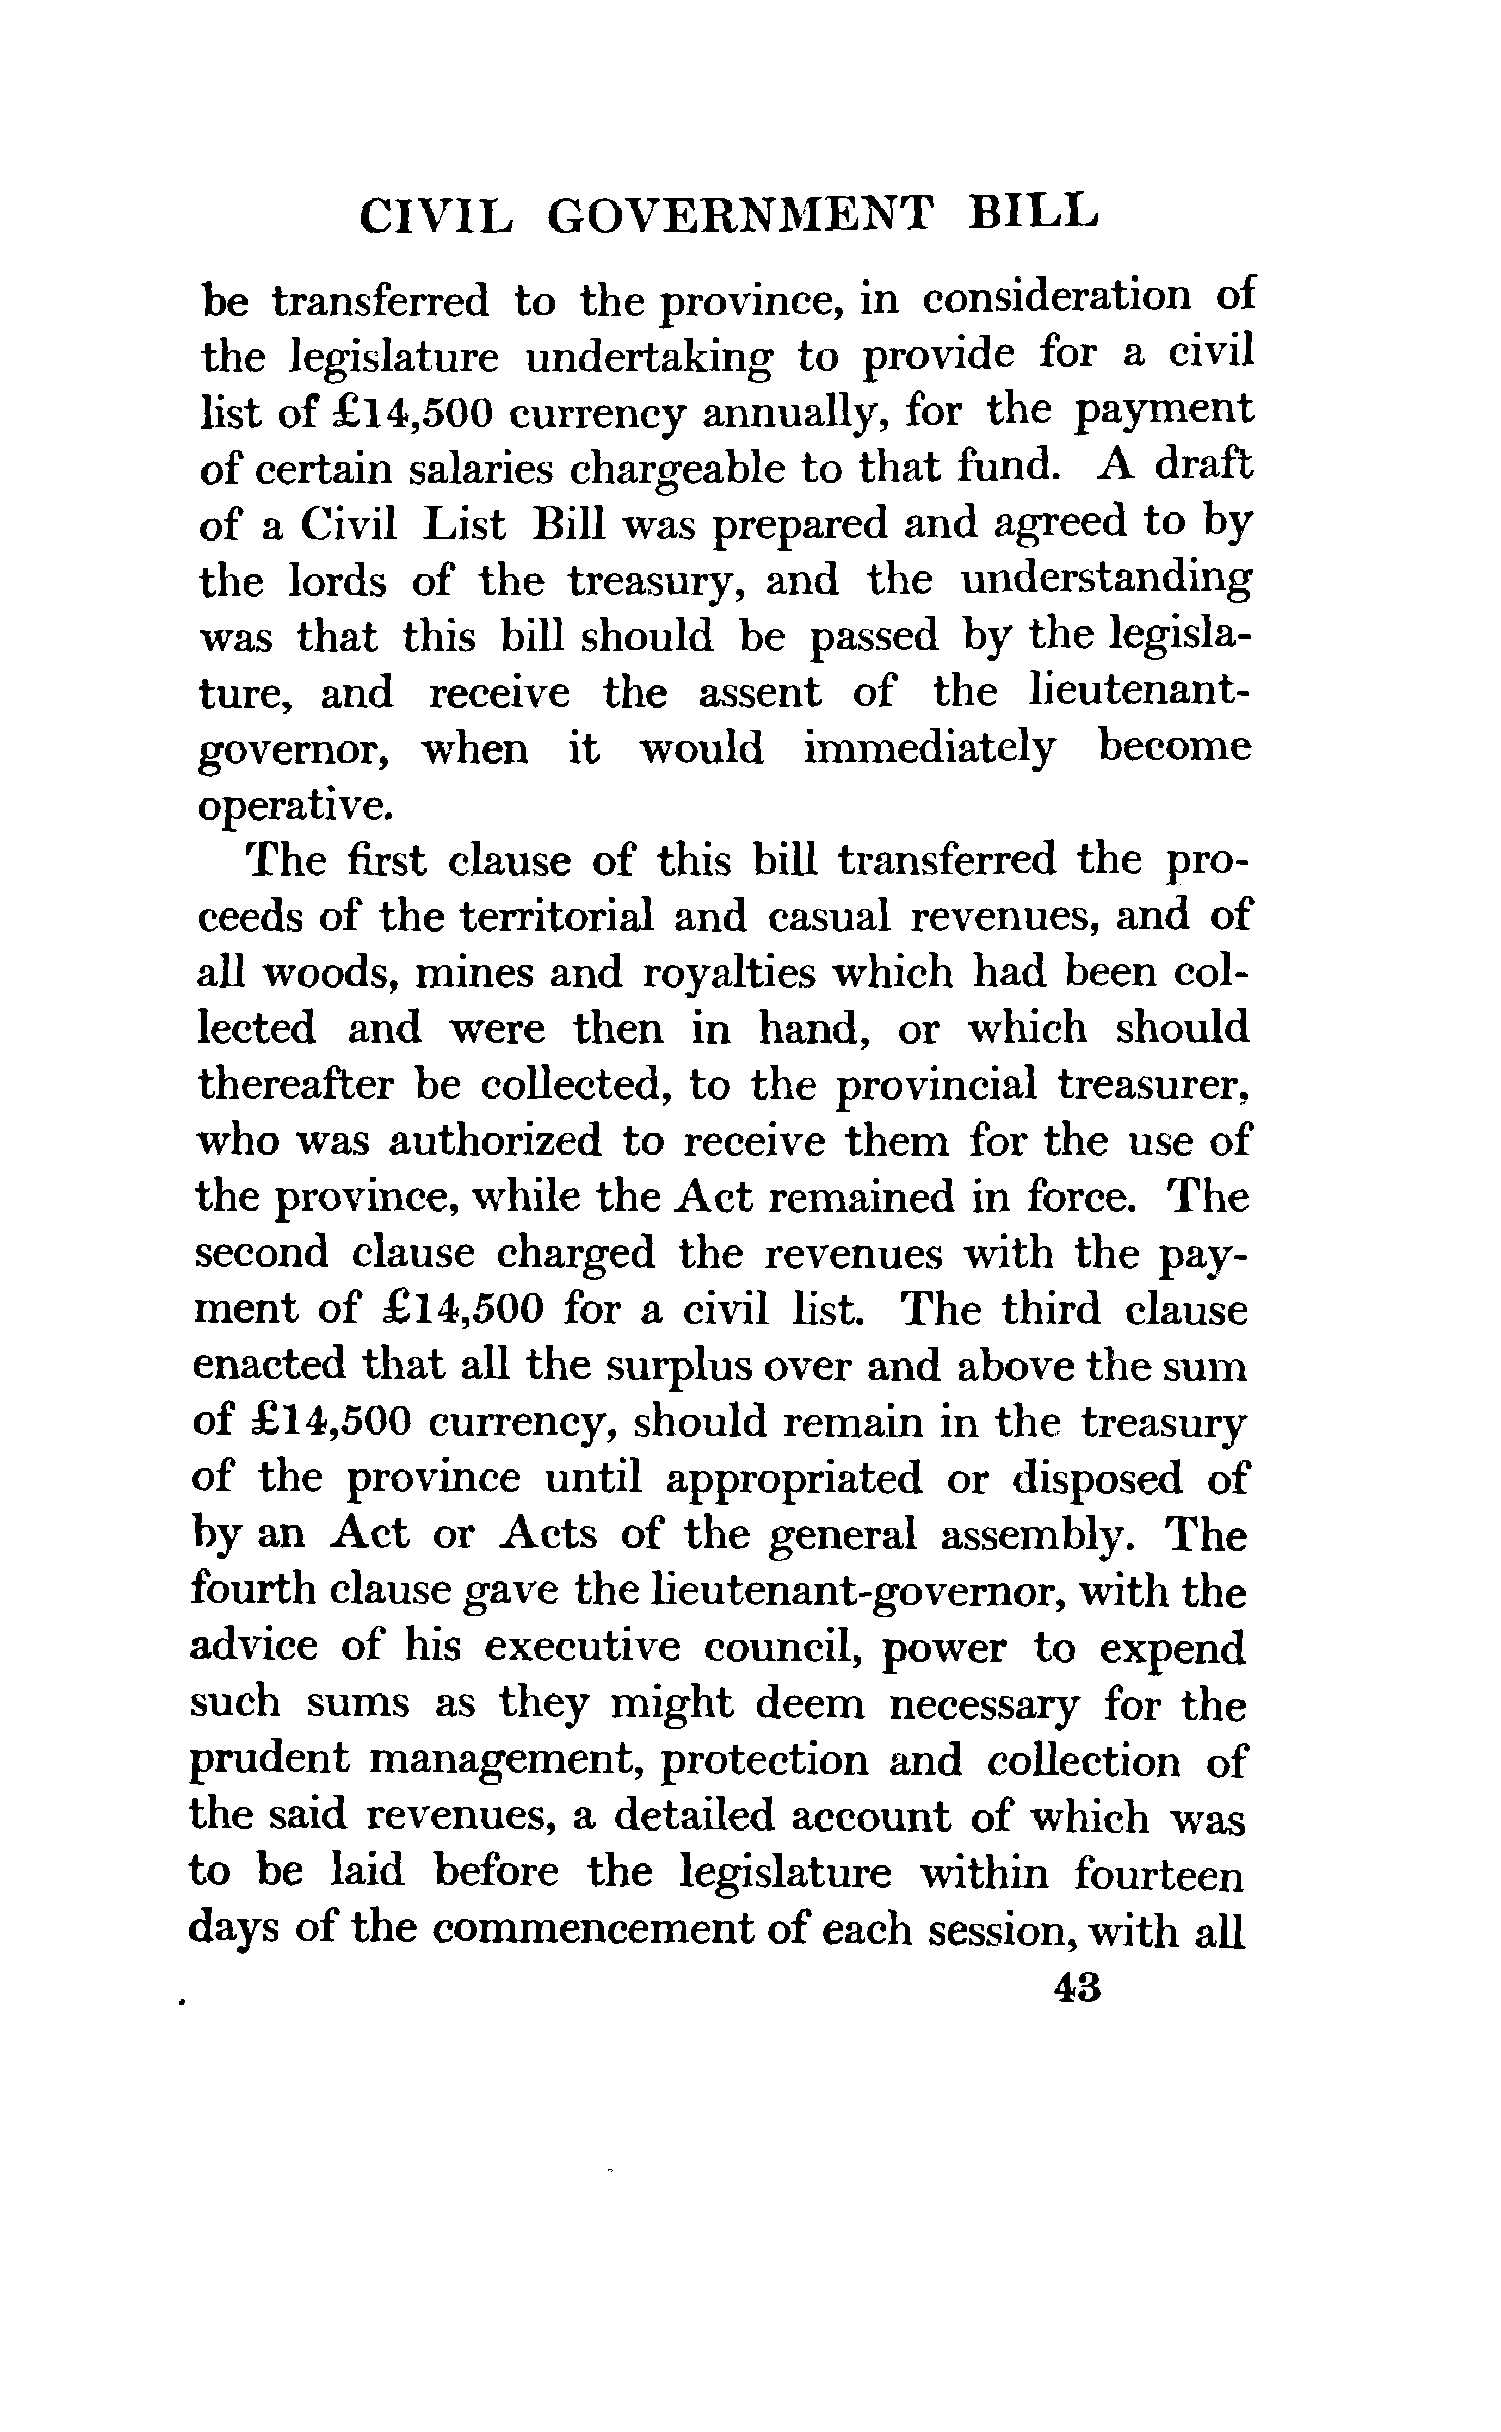 CIVIL GOVERNMENT BILL
be transferred to the province, in consideration of
the legislature undertaking to provide for a civil
list of £14,500 currency annually, for the payment
of certain salaries chargeable to that fund. A draft
of a Civil List Bill was prepared and agreed to by
the lords of the treasury, and the understanding
was that this bill should be passed by the legisla-
ture, and receive the assent of the lieutenant-
governor, when it would immediately become
operative.
The first clause of this bill transferred the pro-
ceeds of the territorial and casual revenues, and of
all woods, mines and royalties which had been col-
lected and were then in hand, or which should
thereafter be collected, to the provincial treasurer,
who was authorized to receive them for the use of
the province, while the Act remained in force. The
second clause charged the revenues with the pay-
ment of £14,500 for a civil list. The third clause
enacted that all the surplus over and above the sum
of £14,500 currency, should remain in the treasury
of the province until appropriated or disposed of
by an Act or Acts of the general assembly. The
fourth clause gave the lieutenant-governor, with the
advice of his executive council, power to expend
such sums as they might deem necessary for the
prudent management, protection and collection of
the said revenues, a detailed account of which was
to be laid before the legislature within fourteen
days of the commencement of each session, with all
43